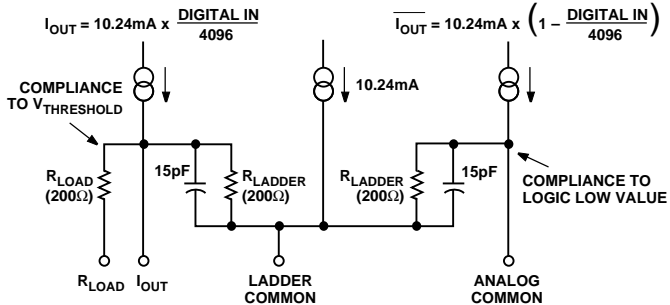 I_OUT = 10.24mA x DIGITAL IN / 4096
I_OUT = 10.24mA x ( 1 – DIGITAL IN / 4096 )
COMPLIANCE
TO V_THRESHOLD
10.24mA
15pF
R_LOAD
(200Ω)
R_LADDER
(200Ω)
R_LADDER
(200Ω)
15pF
COMPLIANCE TO
LOGIC LOW VALUE
R_LOAD
I_OUT
LADDER
COMMON
ANALOG
COMMON